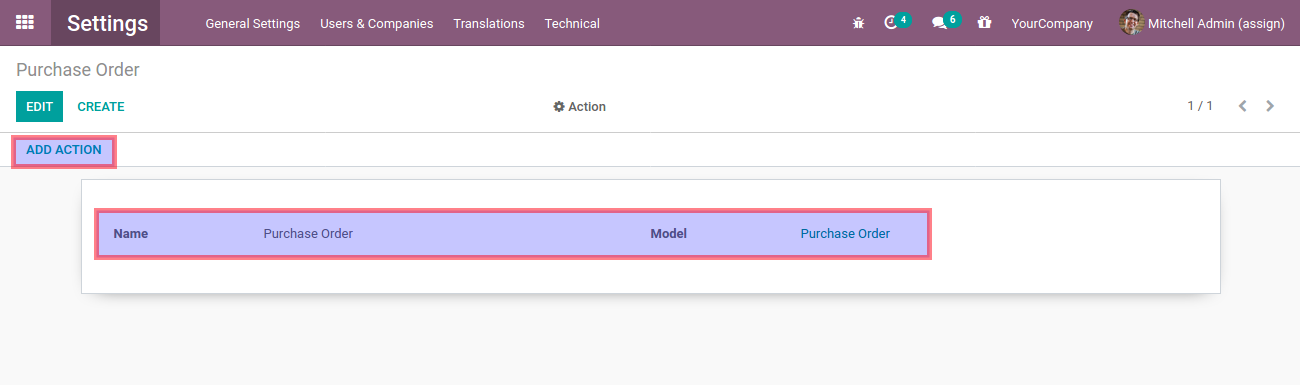 Settings General Settings Users & Companies Translations Technical 4 6 YourCompany Mitchell Admin (assign)
Purchase Order
EDIT CREATE Action 1 / 1
ADD ACTION
Name Purchase Order Model Purchase Order